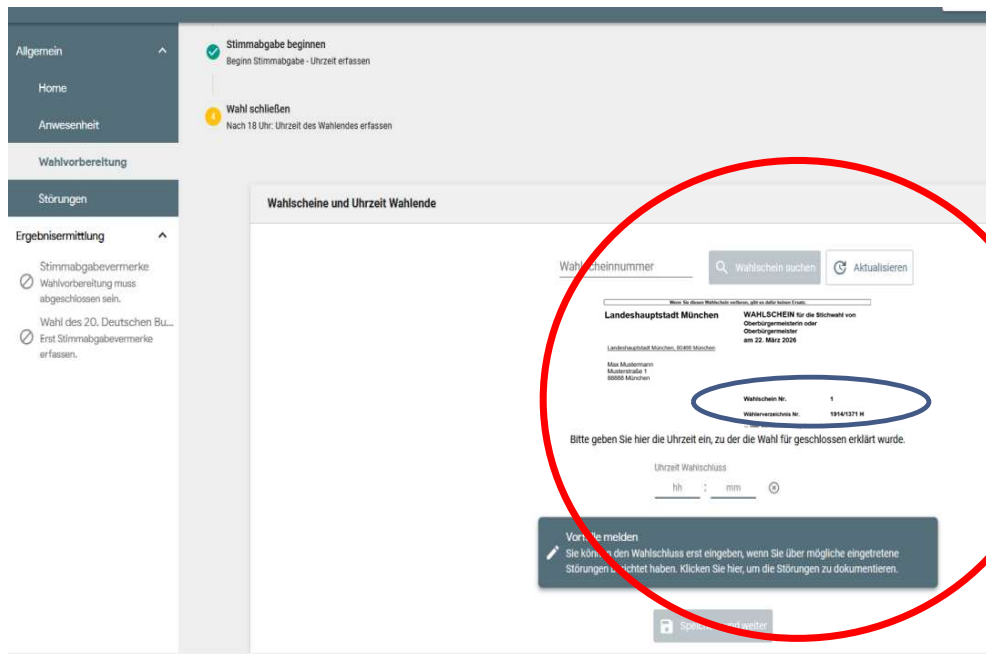 Allgemein
Home
Anwesenheit
Wahlvorbereitung
Störungen
Ergebnisermittlung
Stimmabgabevermerke
Wahlvorbereitung muss
abgeschlossen sein.
Wahl des 20. Deutschen Bu...
Erst Stimmabgabevermerke
erfassen.
Stimmabgabe beginnen
Beginn Stimmabgabe - Uhrzeit erfassen
4
Wahl schließen
Nach 18 Uhr: Uhrzeit des Wahlendes erfassen
Wahlscheine und Uhrzeit Wahlende
Wahlscheinnummer
Wahlschein suchen
Aktualisieren
Wenn Sie diesen Wahlschein verlieren, gibt es dafür keinen Ersatz.
Landeshauptstadt München
WAHLSCHEIN für die Stichwahl von
Oberbürgermeisterin oder
Oberbürgermeister
am 22. März 2026
Landeshauptstadt München, 80466 München
Max Mustermann
Musterstraße 1
88888 München
Wahlschein Nr. 1
Wählerverzeichnis Nr. 1914/1371 H
Bitte geben Sie hier die Uhrzeit ein, zu der die Wahl für geschlossen erklärt wurde.
Uhrzeit Wahlschluss
hh : mm
Vorfälle melden
Sie können den Wahlschluss erst eingeben, wenn Sie über mögliche eingetretene
Störungen berichtet haben. Klicken Sie hier, um die Störungen zu dokumentieren.
Speichern und weiter